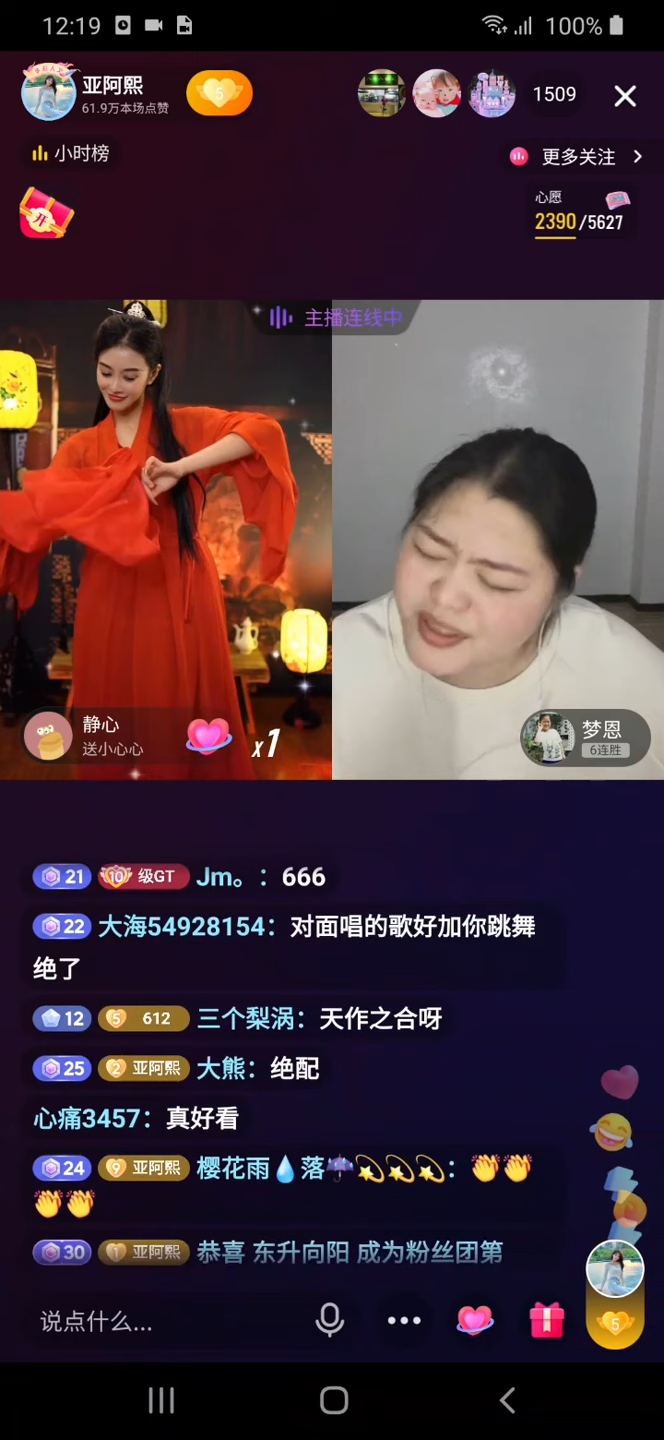 12:19
100%
亚阿熙
61.9万本场点赞
5
1509
小时榜
更多关注
开
心愿
2390/5627
主播连线中
静心
送小心心
x1
梦恩
6连胜
21 10 级GT Jm。：666
22 大海54928154：对面唱的歌好加你跳舞
绝了
12 5 612 三个梨涡：天作之合呀
25 2 亚阿熙 大熊：绝配
心痛3457：真好看
24 9 亚阿熙 樱花雨💧落☔💫💫💫：👏👏
👏👏
30 1 亚阿熙 恭喜 东升向阳 成为粉丝团第
说点什么...
5